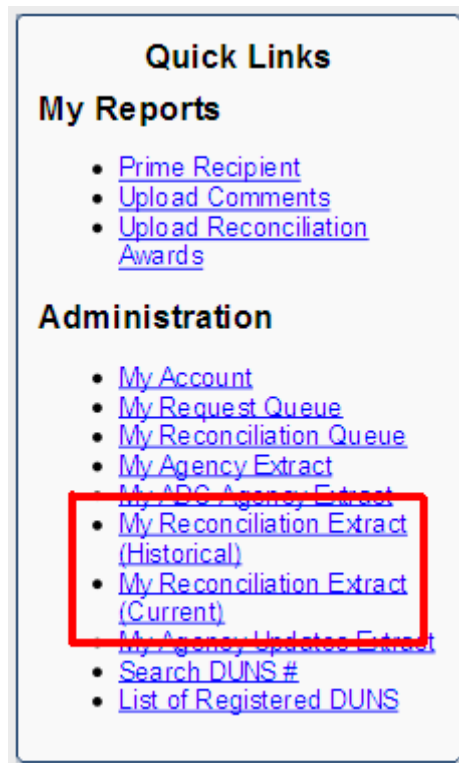 Quick Links
My Reports
Prime Recipient
Upload Comments
Upload Reconciliation
Awards
Administration
My Account
My Request Queue
My Reconciliation Queue
My Agency Extract
My ADC Agency Extract
My Reconciliation Extract
(Historical)
My Reconciliation Extract
(Current)
My Agency Updates Extract
Search DUNS #
List of Registered DUNS